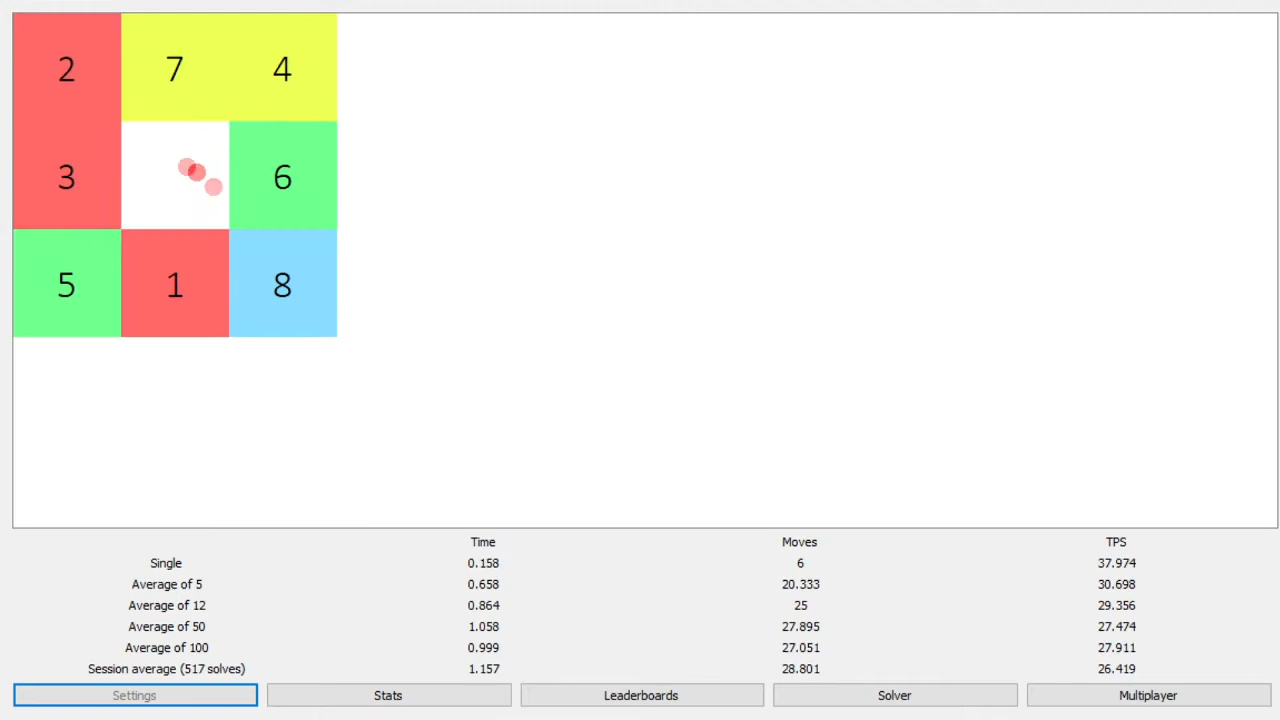 2 7 4
3 6
5 1 8
Time Moves TPS
Single 0.158 6 37.974
Average of 5 0.658 20.333 30.698
Average of 12 0.864 25 29.356
Average of 50 1.058 27.895 27.474
Average of 100 0.999 27.051 27.911
Session average (517 solves) 1.157 28.801 26.419
Settings Stats Leaderboards Solver Multiplayer